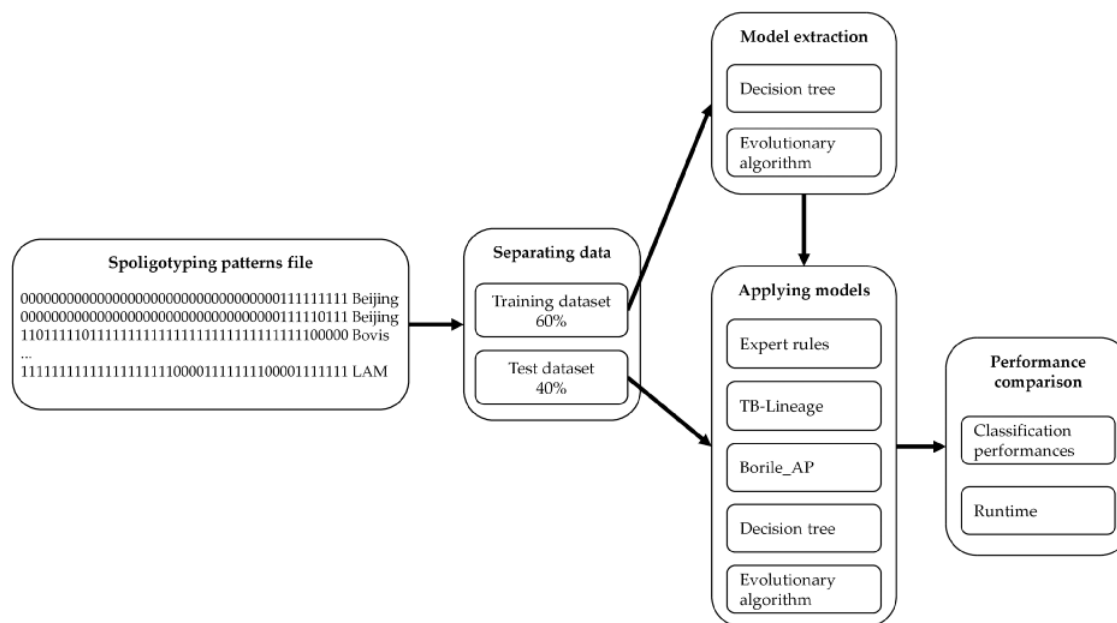 Spoligotyping patterns file
0000000000000000000000000000000000111111111 Beijing
0000000000000000000000000000000000111110111 Beijing
1101111101111111111111111111111111111100000 Bovis
...
1111111111111111111100001111111100001111111 LAM
Separating data
Training dataset
60%
Test dataset
40%
Model extraction
Decision tree
Evolutionary
algorithm
Applying models
Expert rules
TB-Lineage
Borile_AP
Decision tree
Evolutionary
algorithm
Performance
comparison
Classification
performances
Runtime